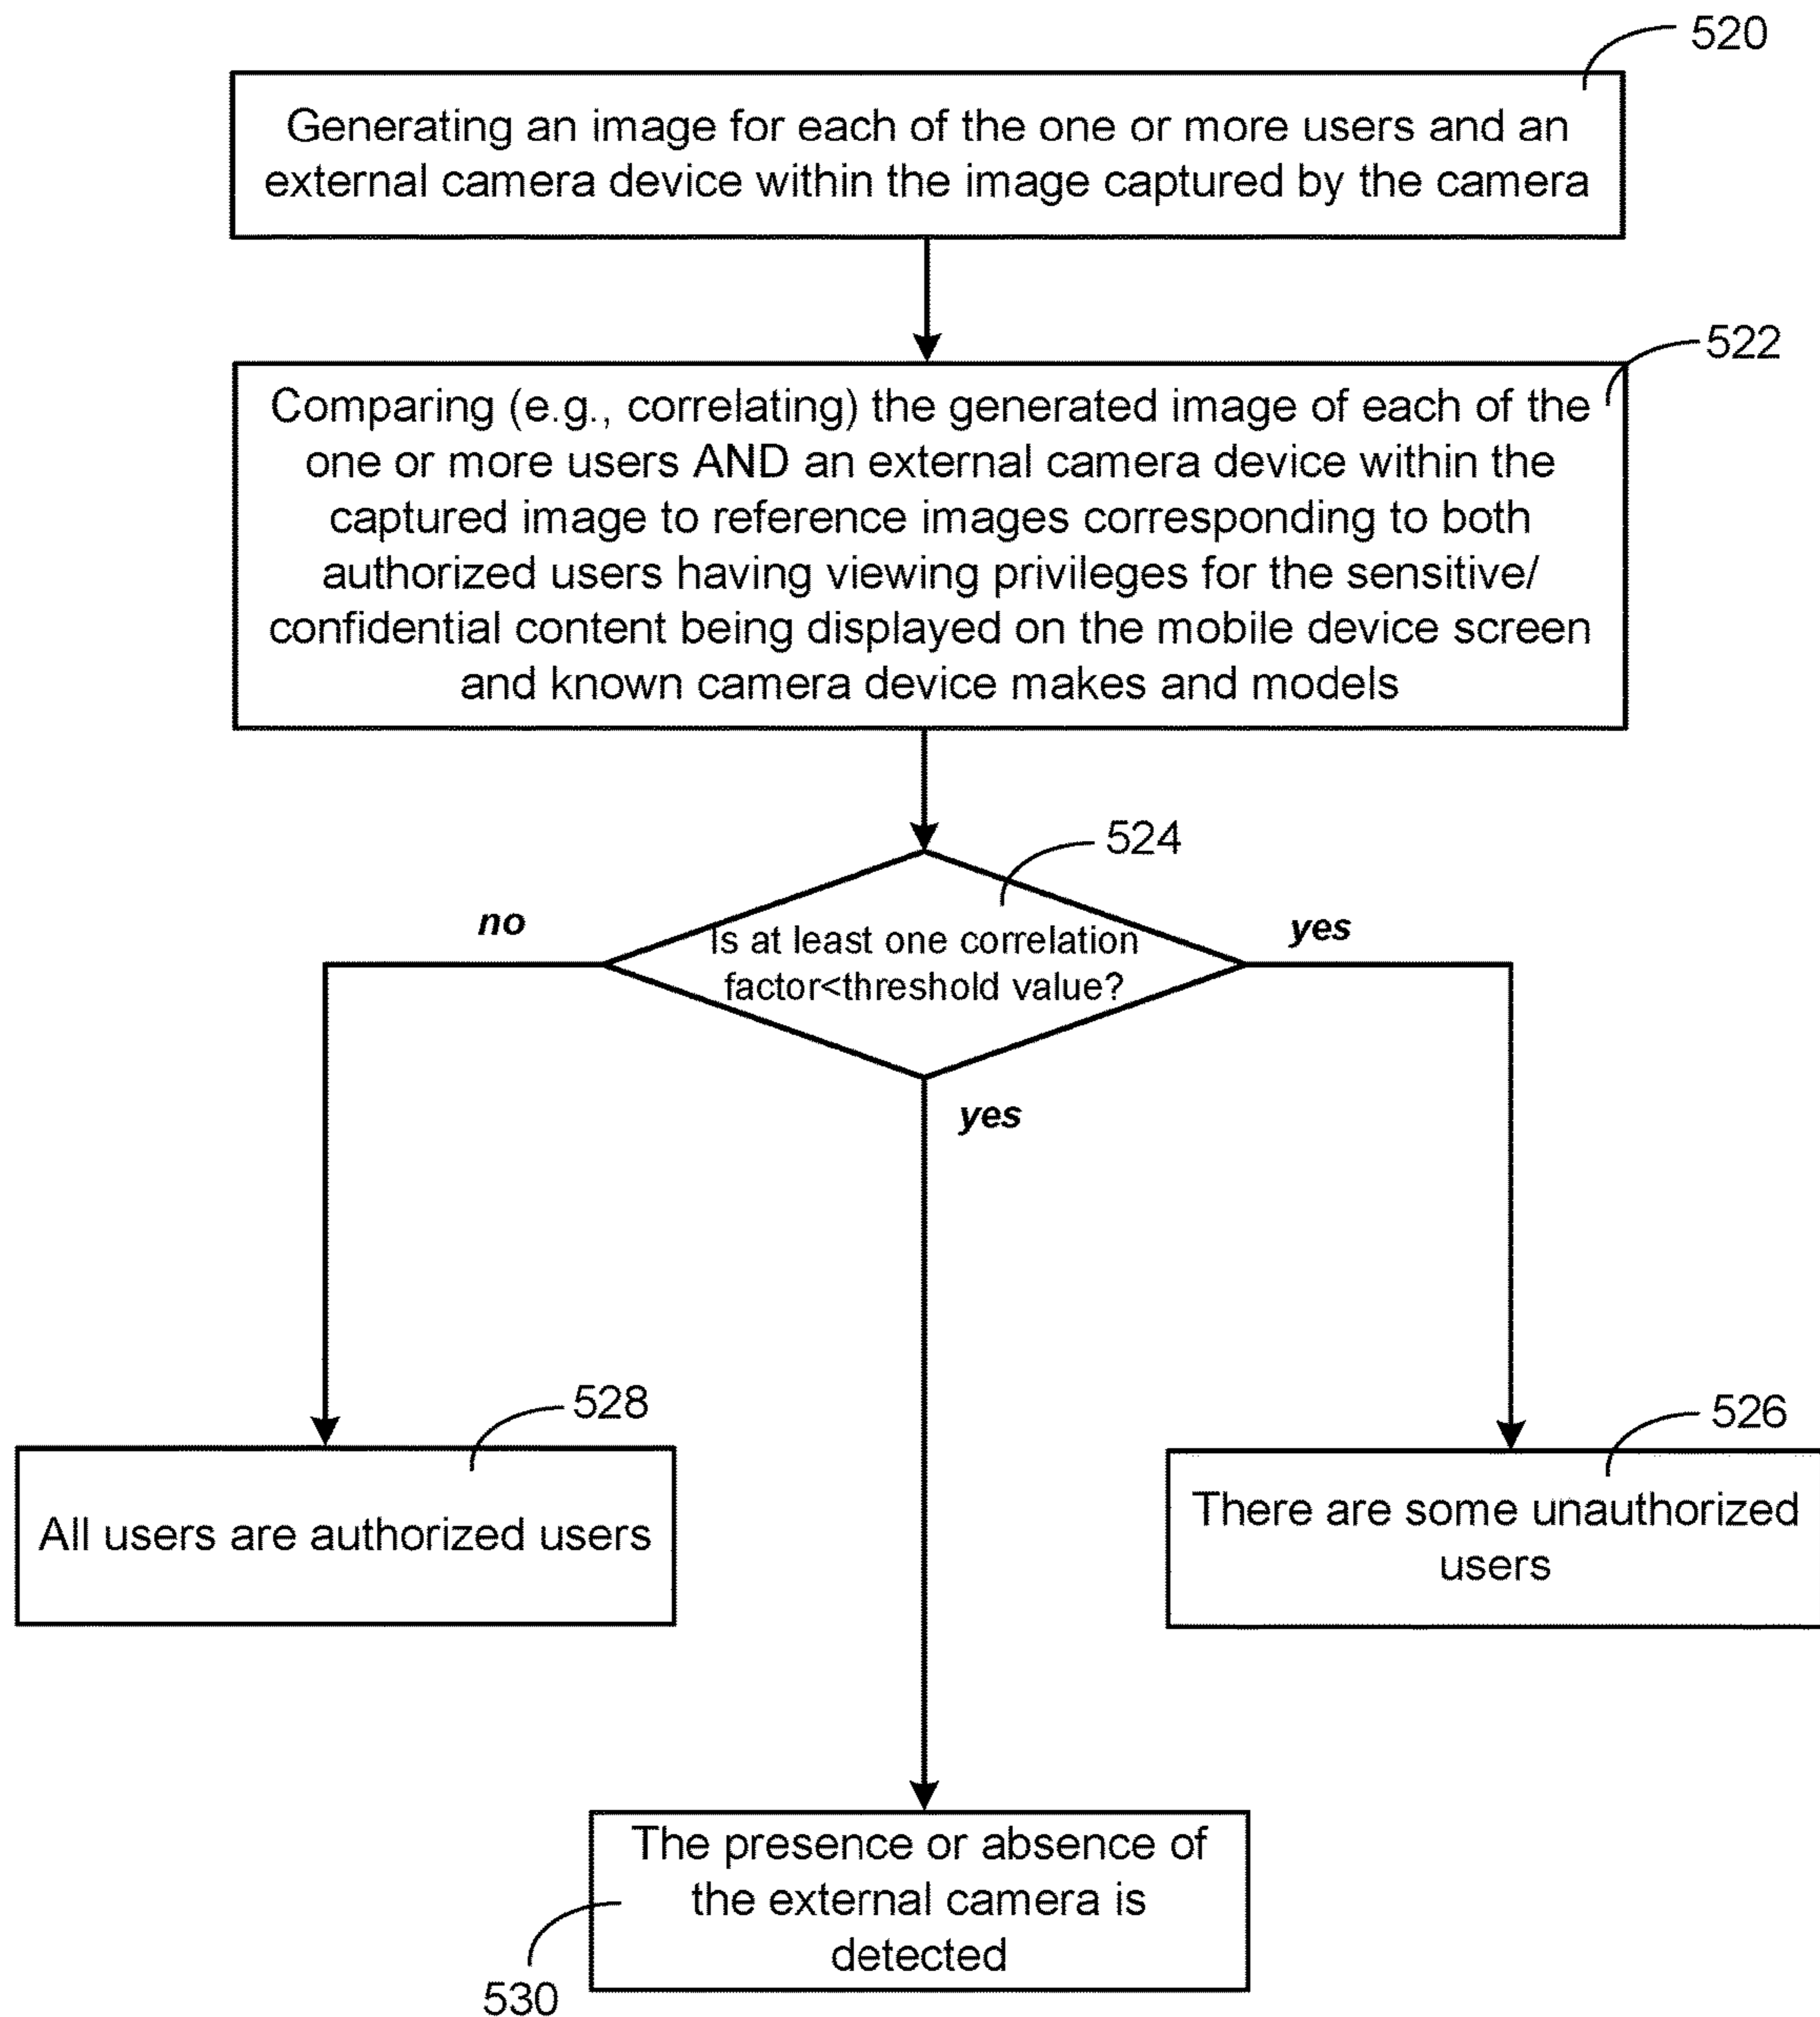 520
Generating an image for each of the one or more users and an
external camera device within the image captured by the camera
522
Comparing (e.g., correlating) the generated image of each of the
one or more users AND an external camera device within the
captured image to reference images corresponding to both
authorized users having viewing privileges for the sensitive/
confidential content being displayed on the mobile device screen
and known camera device makes and models
524
no
yes
Is at least one correlation
factor<threshold value?
yes
528
526
All users are authorized users
There are some unauthorized
users
The presence or absence of
the external camera is
detected
530